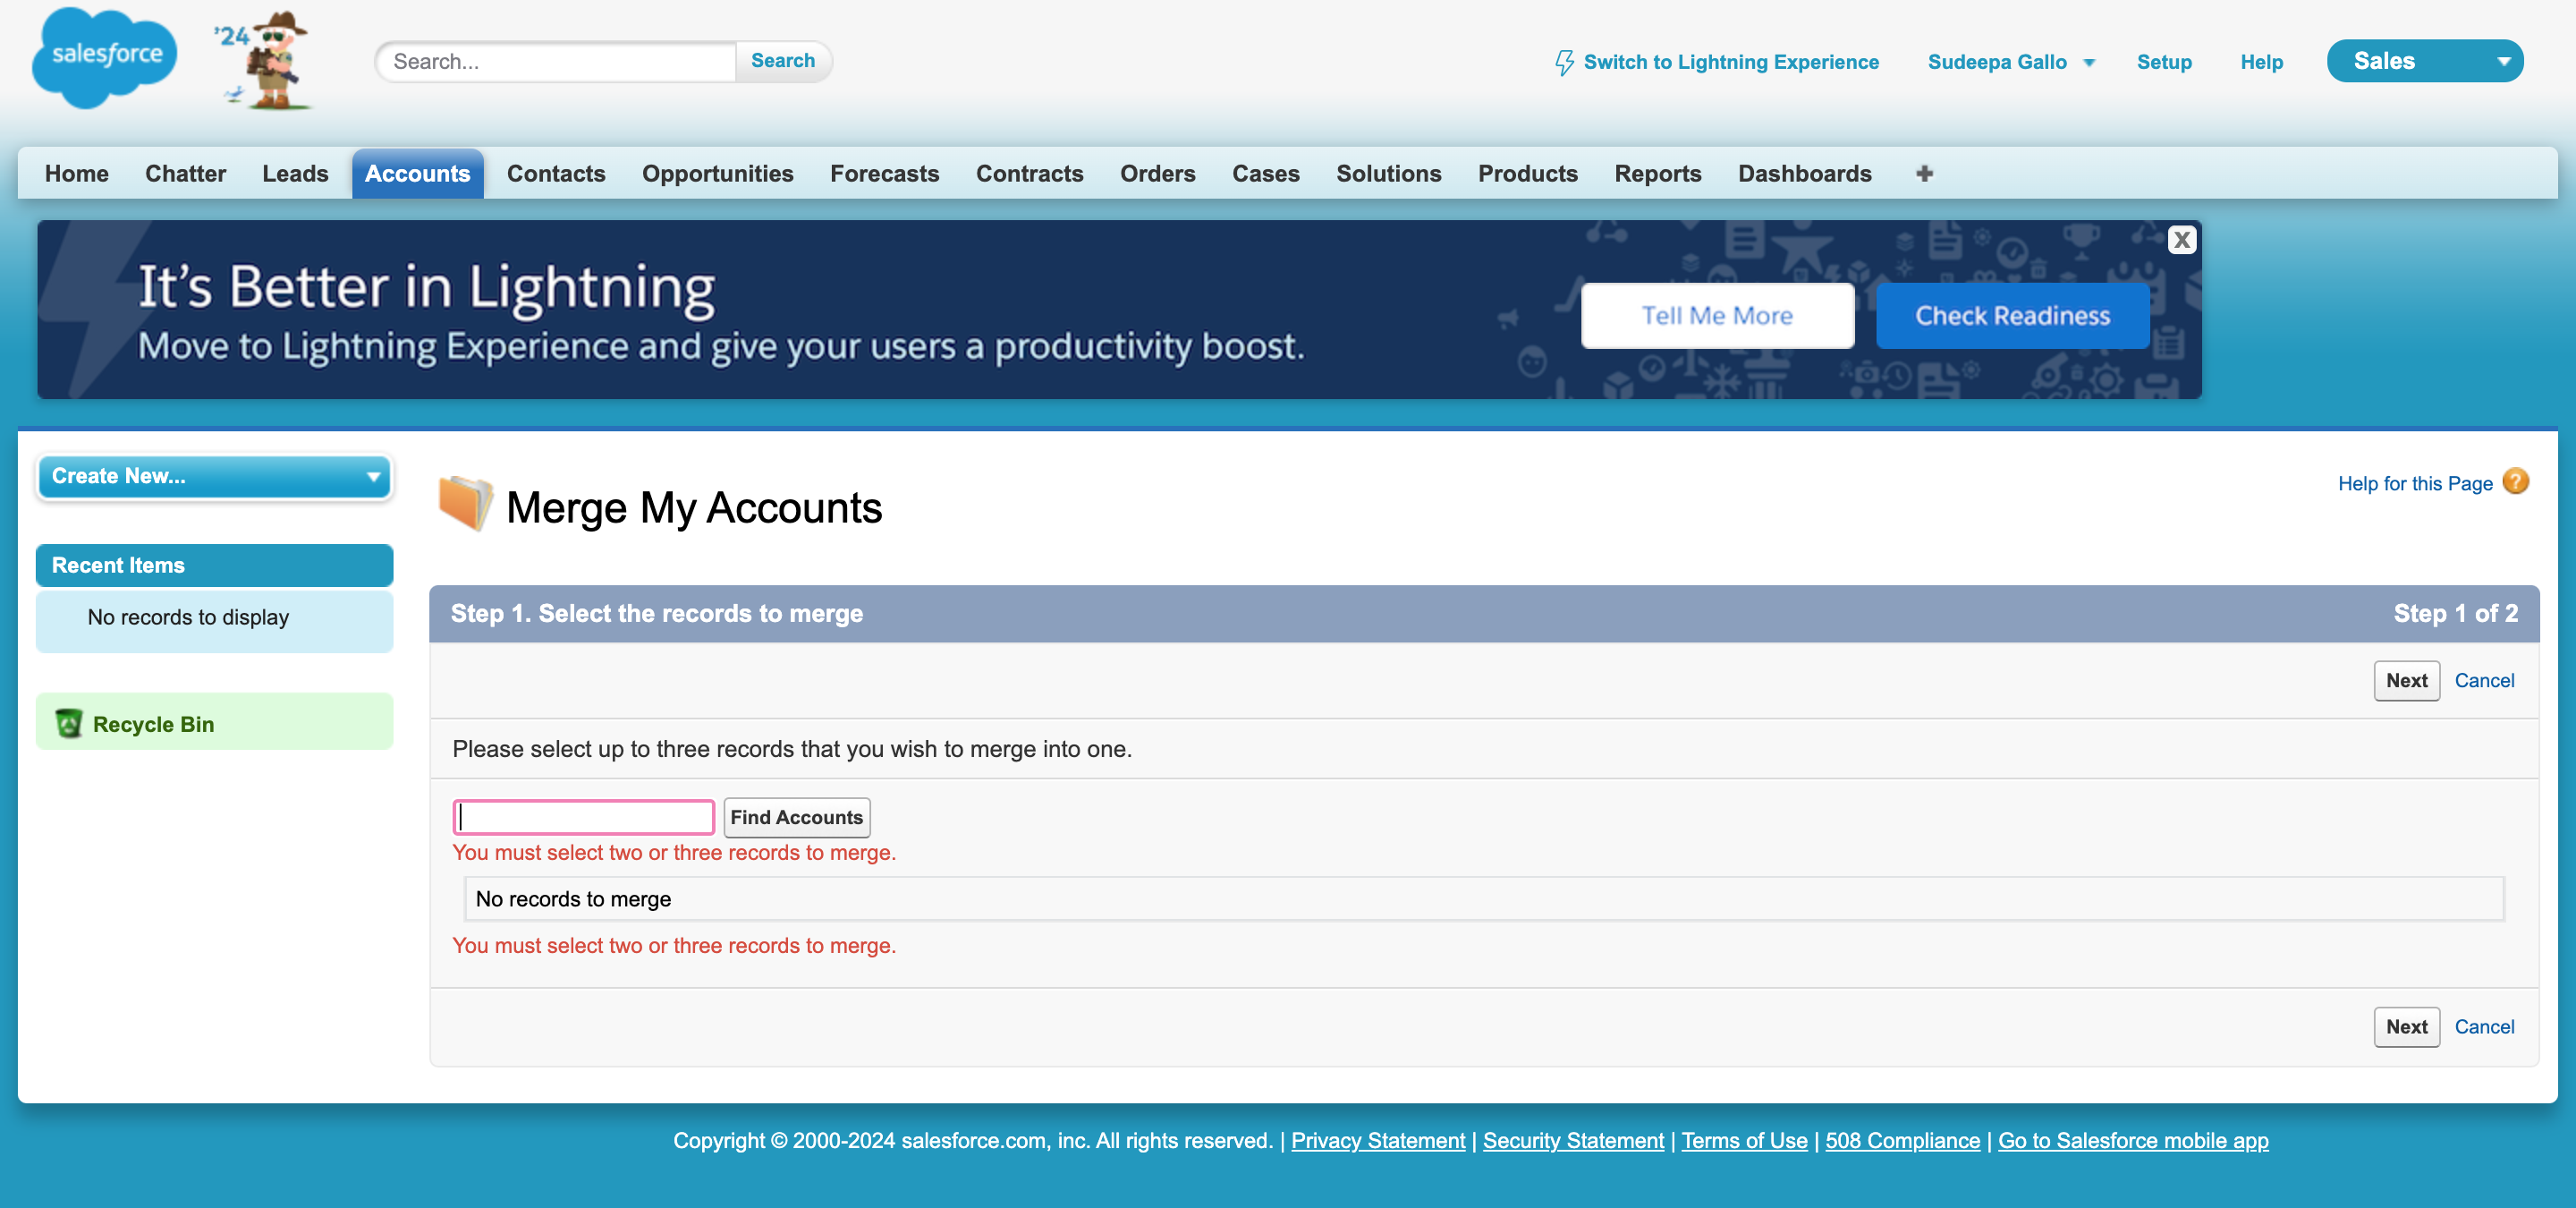 salesforce
'24
Search...
Search
Switch to Lightning Experience
Sudeepa Gallo
Setup
Help
Sales
Home
Chatter
Leads
Accounts
Contacts
Opportunities
Forecasts
Contracts
Orders
Cases
Solutions
Products
Reports
Dashboards
+
It's Better in Lightning
Move to Lightning Experience and give your users a productivity boost.
Tell Me More
Check Readiness
X
Create New...
Recent Items
No records to display
Recycle Bin
Merge My Accounts
Help for this Page ?
Step 1. Select the records to merge
Step 1 of 2
Next
Cancel
Please select up to three records that you wish to merge into one.
Find Accounts
You must select two or three records to merge.
No records to merge
You must select two or three records to merge.
Next
Cancel
Copyright © 2000-2024 salesforce.com, inc. All rights reserved. | Privacy Statement | Security Statement | Terms of Use | 508 Compliance | Go to Salesforce mobile app